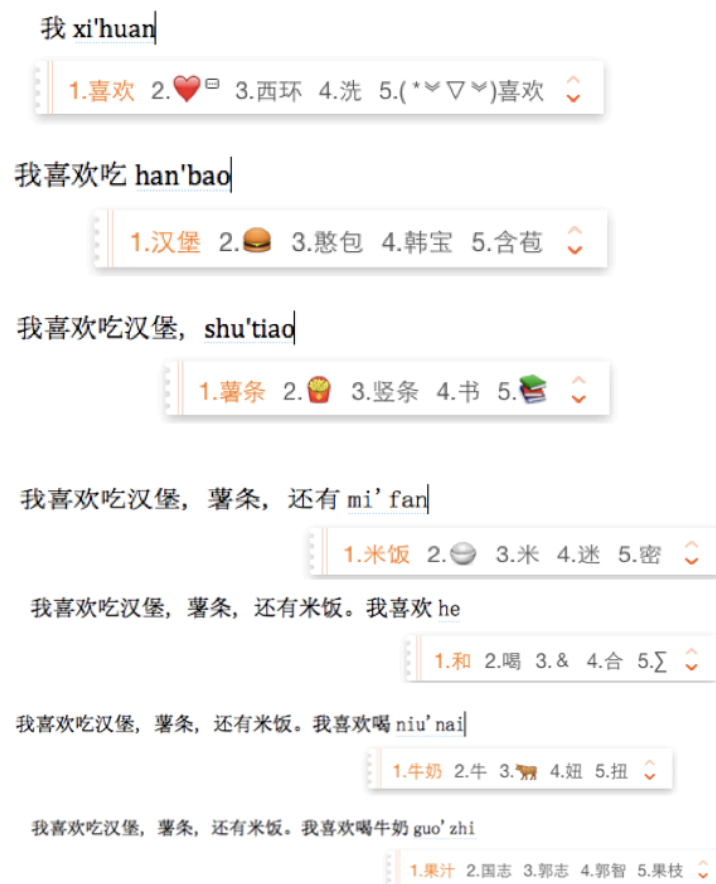 我 xi'huan
1.喜欢 2.❤️ 3.西环 4.洗 5.(*︾▽︾)喜欢
我喜欢吃 han'bao
1.汉堡 2.🍔 3.憨包 4.韩宝 5.含苞
我喜欢吃汉堡，shu'tiao
1.薯条 2.🍟 3.竖条 4.书 5.📚
我喜欢吃汉堡，薯条，还有 mi'fan
1.米饭 2.🍚 3.米 4.迷 5.密
我喜欢吃汉堡，薯条，还有米饭。我喜欢 he
1.和 2.喝 3.& 4.合 5.∑
我喜欢吃汉堡，薯条，还有米饭。我喜欢喝 niu'nai
1.牛奶 2.牛 3.🐂 4.妞 5.扭
我喜欢吃汉堡，薯条，还有米饭。我喜欢喝牛奶 guo'zhi
1.果汁 2.国志 3.郭志 4.郭智 5.果枝